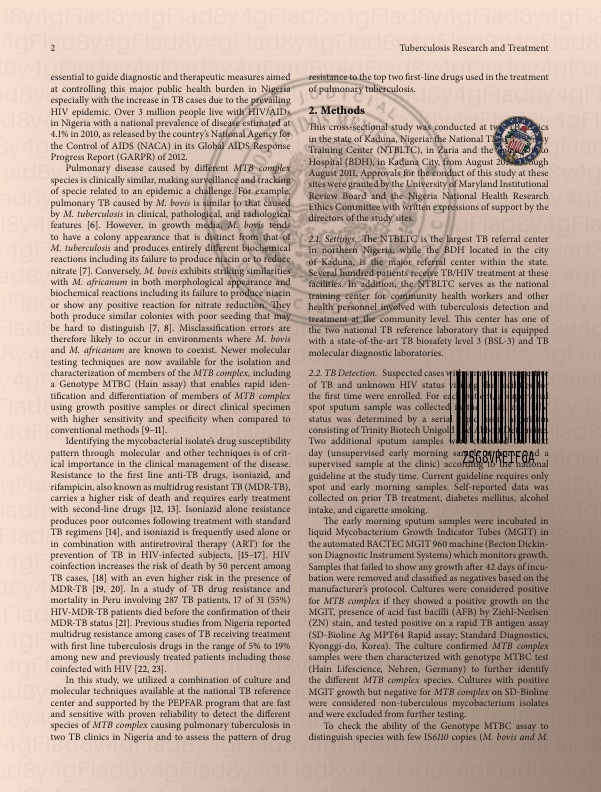 2
Tuberculosis Research and Treatment
essential to guide diagnostic and therapeutic measures aimed
at controlling this major public health burden in Nigeria
especially with the increase in TB cases due to the prevailing
HIV epidemic. Over 3 million people live with HIV/AIDs
in Nigeria with a national prevalence of disease estimated at
4.1% in 2010, as released by the country's National Agency for
the Control of AIDS (NACA) in its Global AIDS Response
Progress Report (GARPR) of 2012.
Pulmonary disease caused by different MTB complex
species is clinically similar, making surveillance and tracking
of specie related to an epidemic a challenge. For example,
pulmonary TB caused by M. bovis is similar to that caused
by M. tuberculosis in clinical, pathological, and radiological
features [6]. However, in growth media, M. bovis tends
to have a colony appearance that is distinct from that of
M. tuberculosis and produces entirely different biochemical
reactions including its failure to produce niacin or to reduce
nitrate [7]. Conversely, M. bovis exhibits striking similarities
with M. africanum in both morphological appearance and
biochemical reactions including its failure to produce niacin
or show any positive reaction for nitrate reduction. They
both produce similar colonies with poor seeding that may
be hard to distinguish [7, 8]. Misclassification errors are
therefore likely to occur in environments where M. bovis
and M. africanum are known to coexist. Newer molecular
testing techniques are now available for the isolation and
characterization of members of the MTB complex, including
a Genotype MTBC (Hain assay) that enables rapid iden-
tification and differentiation of members of MTB complex
using growth positive samples or direct clinical specimen
with higher sensitivity and specificity when compared to
conventional methods [9–11].
Identifying the mycobacterial isolate's drug susceptibility
pattern through molecular and other techniques is of crit-
ical importance in the clinical management of the disease.
Resistance to the first line anti-TB drugs, isoniazid, and
rifampicin, also known as multidrug resistant TB (MDR-TB),
carries a higher risk of death and requires early treatment
with second-line drugs [12, 13]. Isoniazid alone resistance
produces poor outcomes following treatment with standard
TB regimens [14], and isoniazid is frequently used alone or
in combination with antiretroviral therapy (ART) for the
prevention of TB in HIV-infected subjects, [15–17]. HIV
coinfection increases the risk of death by 50 percent among
TB cases, [18] with an even higher risk in the presence of
MDR-TB [19, 20]. In a study of TB drug resistance and
mortality in Peru involving 287 TB patients, 17 of 31 (55%)
HIV-MDR-TB patients died before the confirmation of their
MDR-TB status [21]. Previous studies from Nigeria reported
multidrug resistance among cases of TB receiving treatment
with first line tuberculosis drugs in the range of 5% to 19%
among new and previously treated patients including those
coinfected with HIV [22, 23].
In this study, we utilized a combination of culture and
molecular techniques available at the national TB reference
center and supported by the PEPFAR program that are fast
and sensitive with proven reliability to detect the different
species of MTB complex causing pulmonary tuberculosis in
two TB clinics in Nigeria and to assess the pattern of drug
resistance to the top two first-line drugs used in the treatment
of pulmonary tuberculosis.
2. Methods
This cross-sectional study was conducted at
in the state of Kaduna, Nigeria: the National
Training Center (NTBLTC), in Zaria and the
Hospital (BDH), in Kaduna City, from August
August 2011. Approvals for the conduct of this study at these
sites were granted by the University of Maryland Institutional
Review Board and the Nigeria National Health Research
Ethics Committee with written expressions of support by the
directors of the study sites.
2.1. Settings. The NTBLTC is the largest TB referral center
in northern Nigeria, while the BDH located in the city
of Kaduna, is the major referral center within the state.
Several hundred patients receive TB/HIV treatment at these
facilities. In addition, the NTBLTC serves as the national
training center for community health workers and other
health personnel involved with tuberculosis detection and
treatment at the community level. This center has one of
the two national TB reference laboratory that is equipped
with a state-of-the-art TB biosafety level 3 (BSL-3) and TB
molecular diagnostic laboratories.
2.2. TB Detection. Suspected cases
of TB and unknown HIV status
the first time were enrolled. For
spot sputum sample was collected
status was determined by a serial
consisting of Trinity Biotech Unigold
Two additional sputum samples
day (unsupervised early morning and a
supervised sample at the clinic) according to the national
guideline at the study time. Current guideline requires only
spot and early morning samples. Self-reported data was
collected on prior TB treatment, diabetes mellitus, alcohol
intake, and cigarette smoking.
The early morning sputum samples were incubated in
liquid Mycobacterium Growth Indicator Tubes (MGIT) in
the automated BACTEC MGIT 960 machine (Becton Dickin-
son Diagnostic Instrument Systems) which monitors growth.
Samples that failed to show any growth after 42 days of incu-
bation were removed and classified as negatives based on the
manufacturer's protocol. Cultures were considered positive
for MTB complex if they showed a positive growth on the
MGIT, presence of acid fast bacilli (AFB) by Ziehl-Neelsen
(ZN) stain, and tested positive on a rapid TB antigen assay
(SD-Bioline Ag MPT64 Rapid assay; Standard Diagnostics,
Kyonggi-do, Korea). The culture confirmed MTB complex
samples were then characterized with genotype MTBC test
(Hain Lifescience, Nehren, Germany) to further identify
the different MTB complex species. Cultures with positive
MGIT growth but negative for MTB complex on SD-Bioline
were considered non-tuberculous mycobacterium isolates
and were excluded from further testing.
To check the ability of the Genotype MTBC assay to
distinguish species with few IS6110 copies (M. bovis and M.